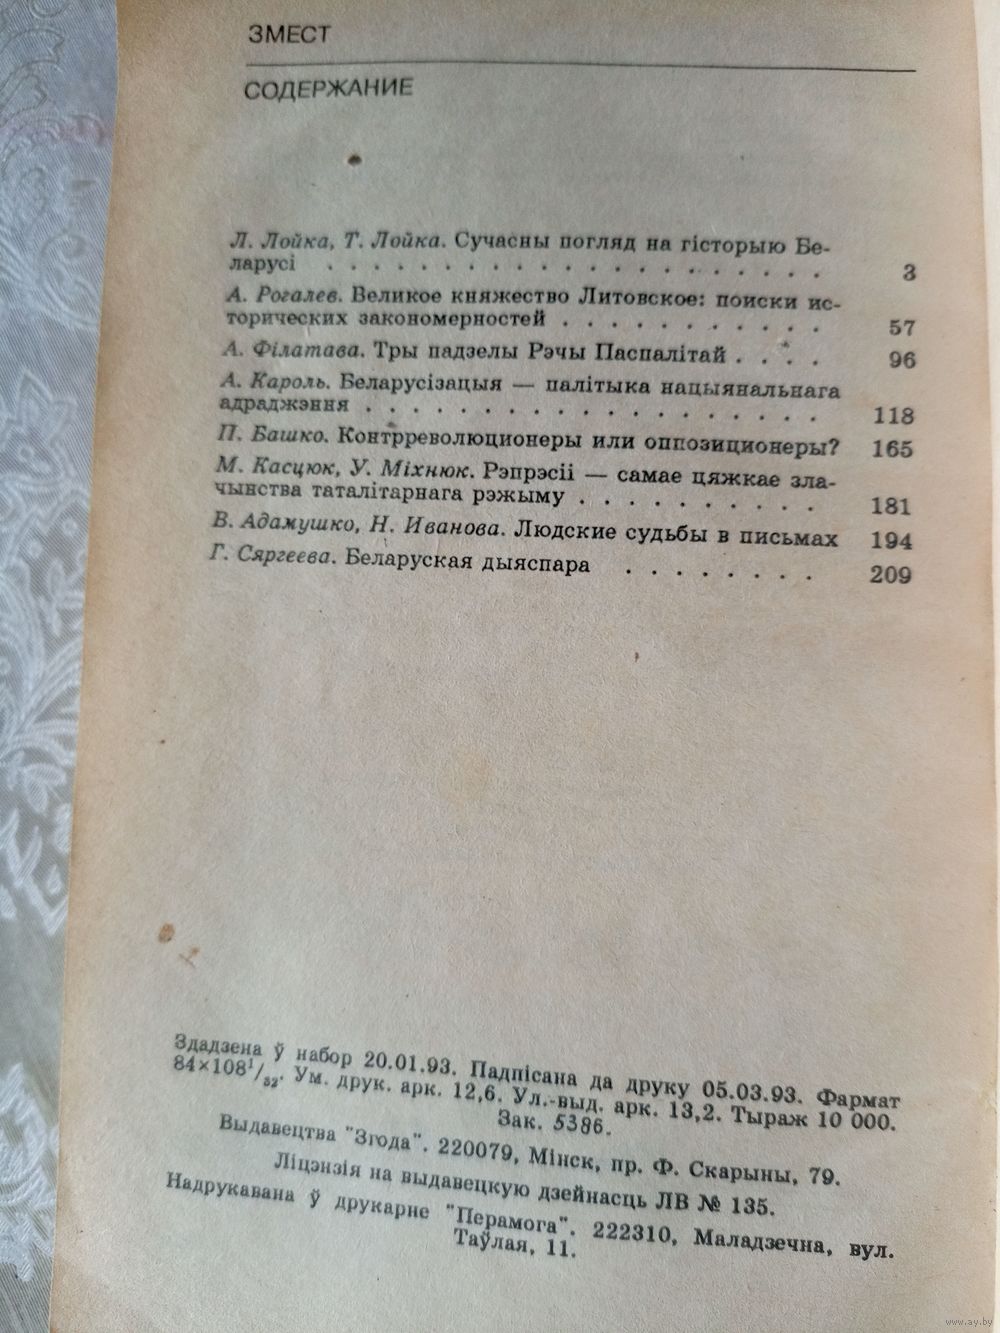 ЗМЕСТ
СОДЕРЖАНИЕ
Л. Лойка, Т. Лойка. Сучасны погляд на гісторыю Бе-
ларусі . . . . . . . . . . . . . . . . . . . . . . 3
А. Рогалев. Великое княжество Литовское: поиски ис-
торических закономерностей . . . . . . . . . . 57
А. Філатава. Тры падзелы Рэчы Паспалітай . . . . 96
А. Кароль. Беларусізацыя — палітыка нацыянальнага
адраджэння . . . . . . . . . . . . . . . . . . . 118
П. Башко. Контрреволюционеры или оппозиционеры? 165
М. Касцюк, У. Міхнюк. Рэпрэсіі — самае цяжкае зла-
чынства таталітарнага рэжыму . . . . . . . . . . 181
В. Адамушко, Н. Иванова. Людские судьбы в письмах 194
Г. Сяргеева. Беларуская дыяспара . . . . . . . . 209
Здадзена ў набор 20.01.93. Падпісана да друку 05.03.93. Фармат
84×108¹/₃₂. Ум. друк. арк. 12,6. Ул.-выд. арк. 13,2. Тыраж 10 000.
Зак. 5386.
Выдавецтва "Згода". 220079, Мінск, пр. Ф. Скарыны, 79.
Ліцэнзія на выдавецкую дзейнасць ЛВ № 135.
Надрукавана ў друкарне "Перамога". 222310, Маладзечна, вул.
Таўлая, 11.
www.ay.by